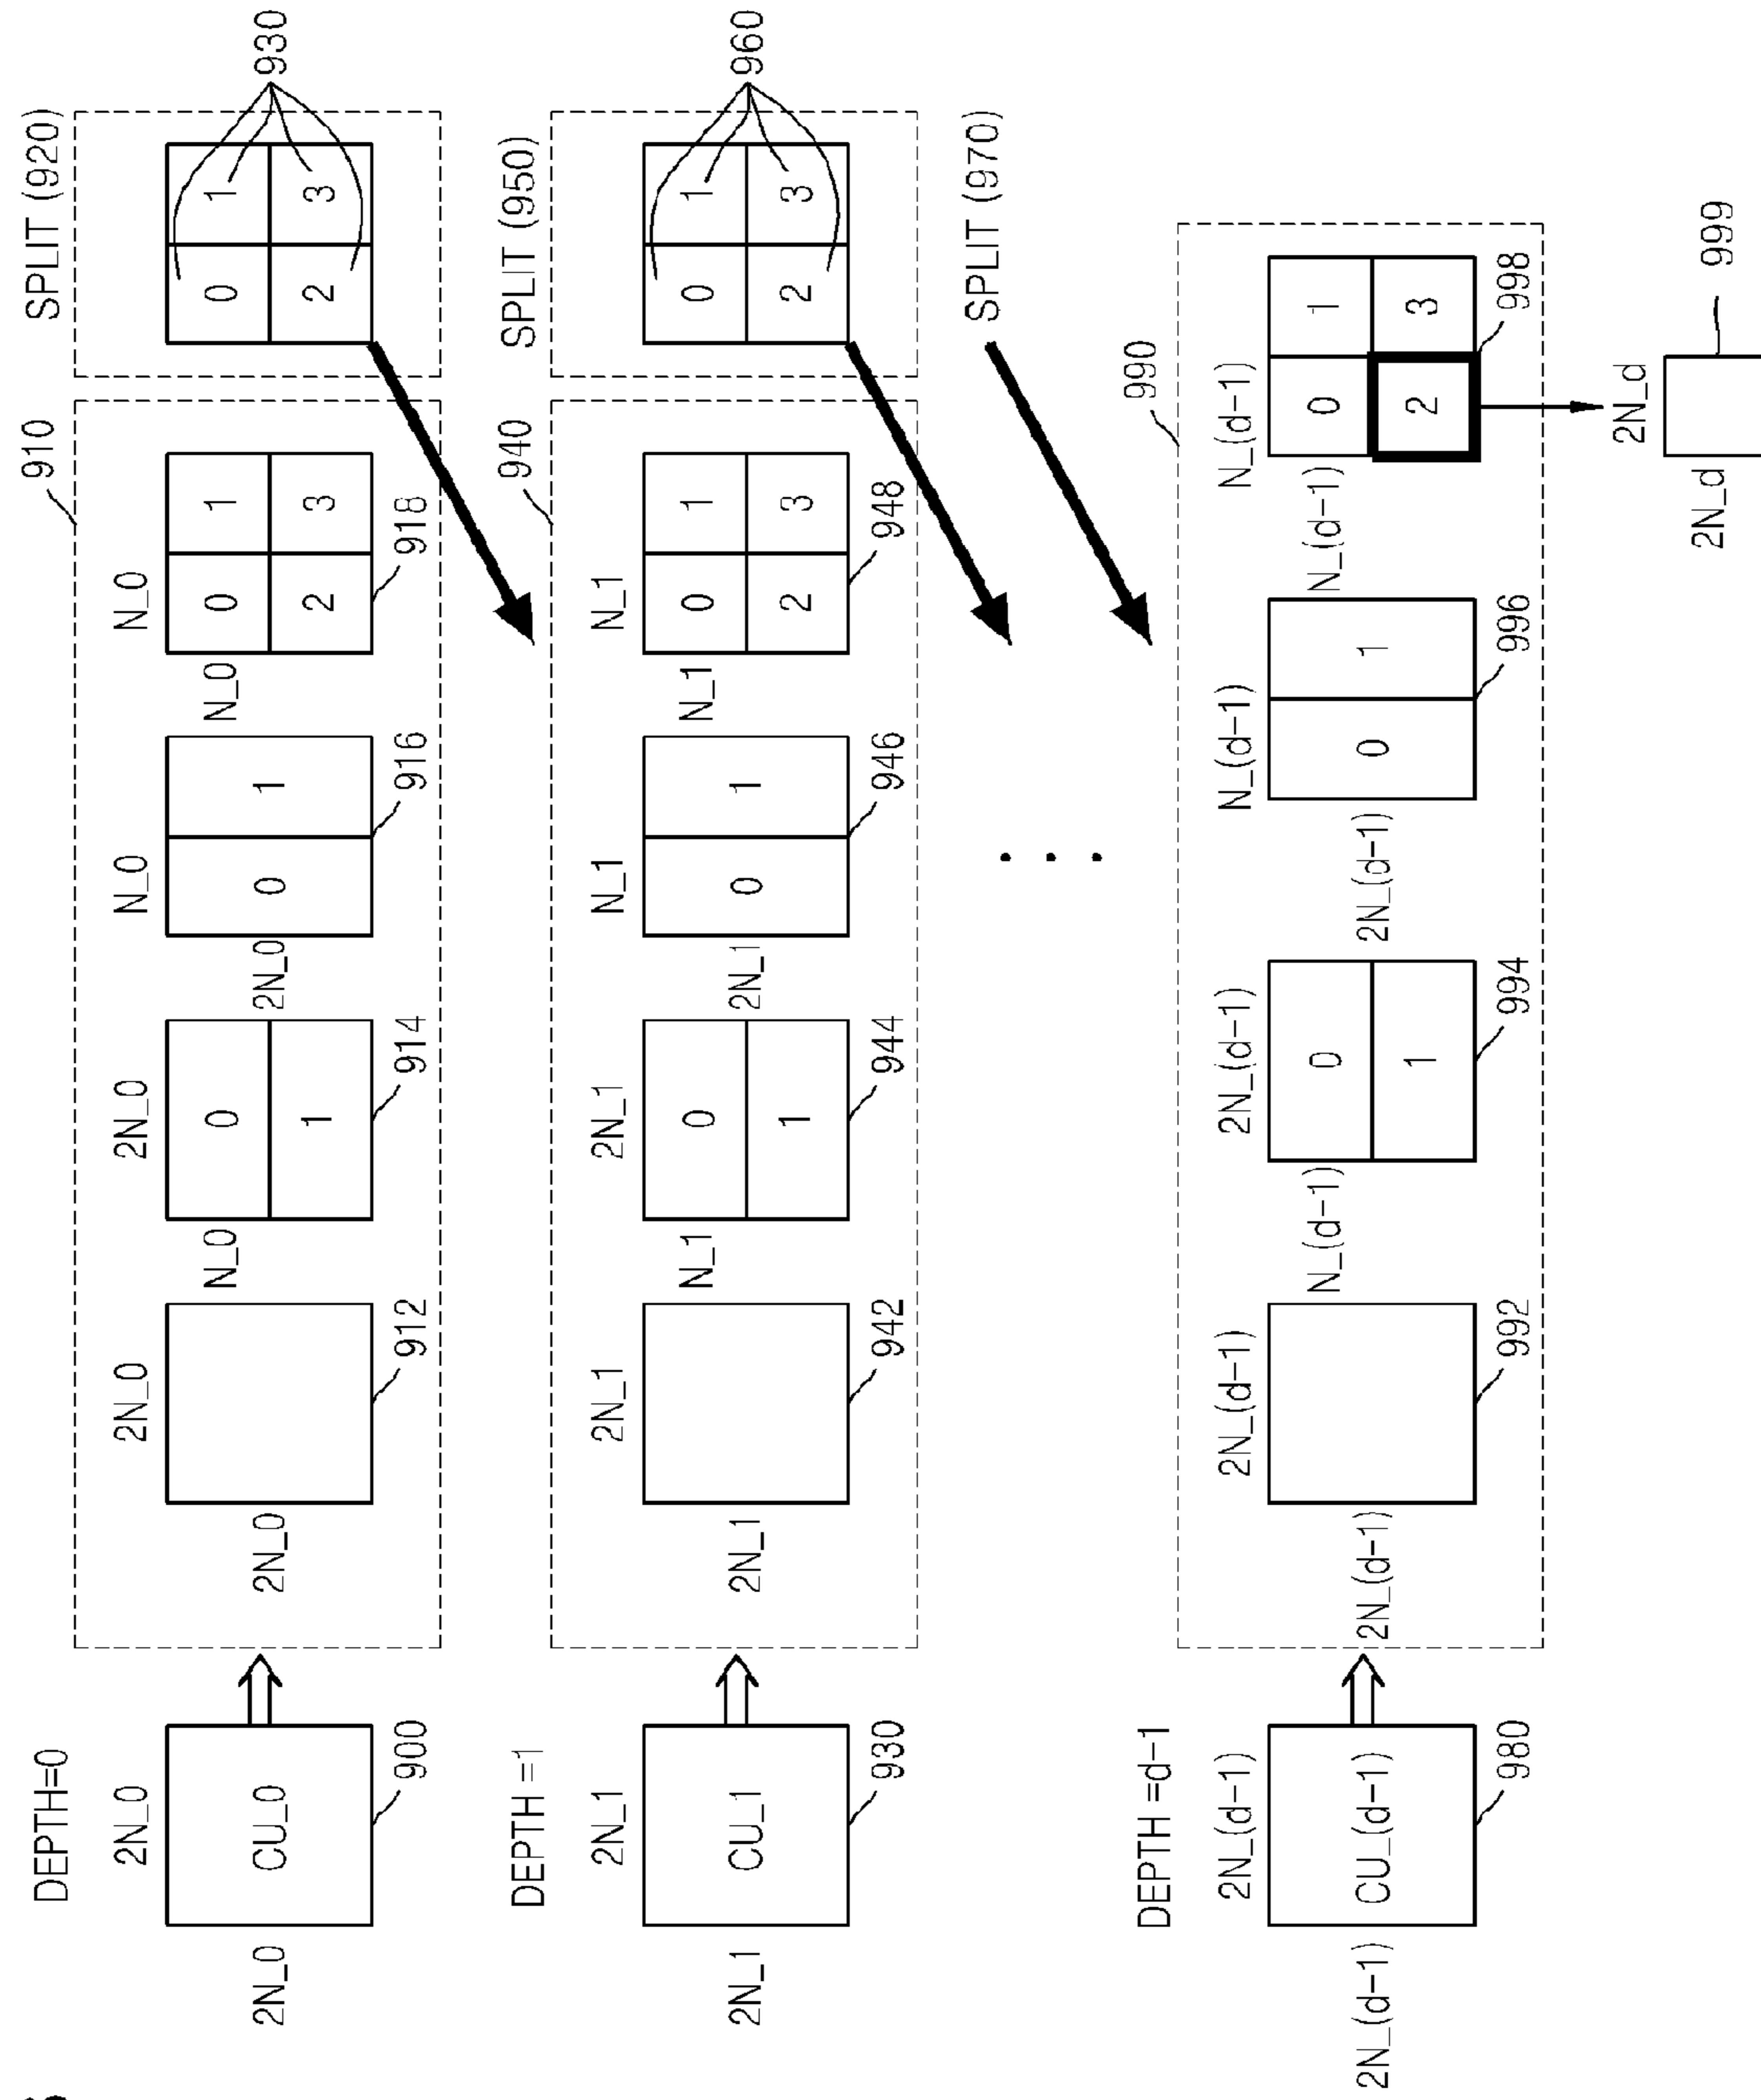 DEPTH=0
2N_0
2N_0
CU_0
900
910
2N_0
2N_0
912
2N_0
N_0
0
1
914
N_0
2N_0
0
1
916
N_0
N_0
0
1
2
3
918
SPLIT (920)
0
1
2
3
930
DEPTH =1
2N_1
2N_1
CU_1
930
940
2N_1
2N_1
942
2N_1
N_1
0
1
944
N_1
2N_1
0
1
946
N_1
N_1
0
1
2
3
948
SPLIT (950)
0
1
2
3
960
SPLIT (970)
DEPTH =d-1
2N_(d-1)
2N_(d-1)
CU_(d-1)
980
990
2N_(d-1)
2N_(d-1)
992
2N_(d-1)
N_(d-1)
0
1
994
N_(d-1)
2N_(d-1)
0
1
996
N_(d-1)
N_(d-1)
0
1
2
3
998
2N_d
2N_d
999